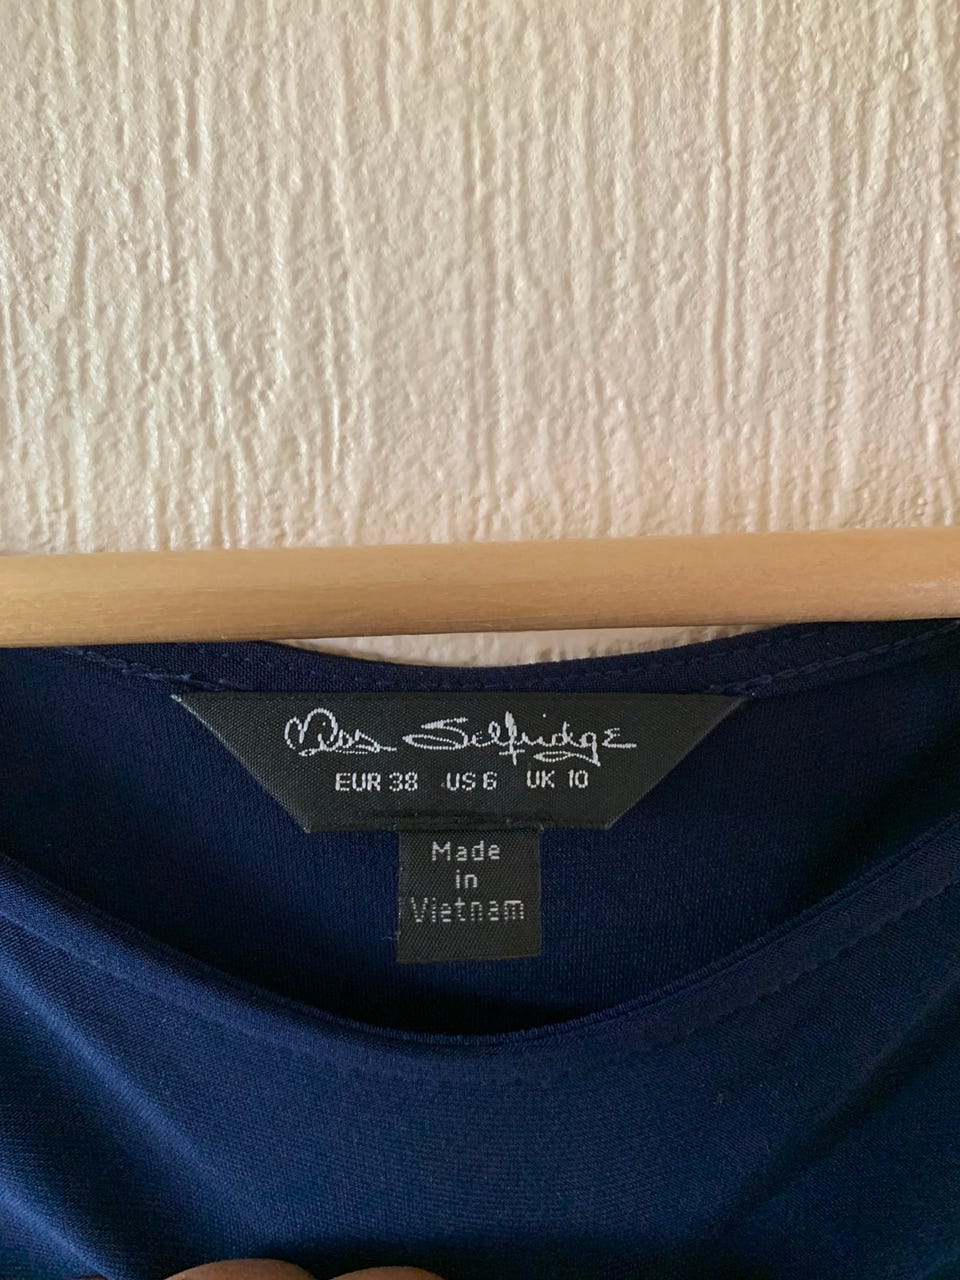 Miss Selfridge
EUR 38 US 6 UK 10
Made
in
Vietnam